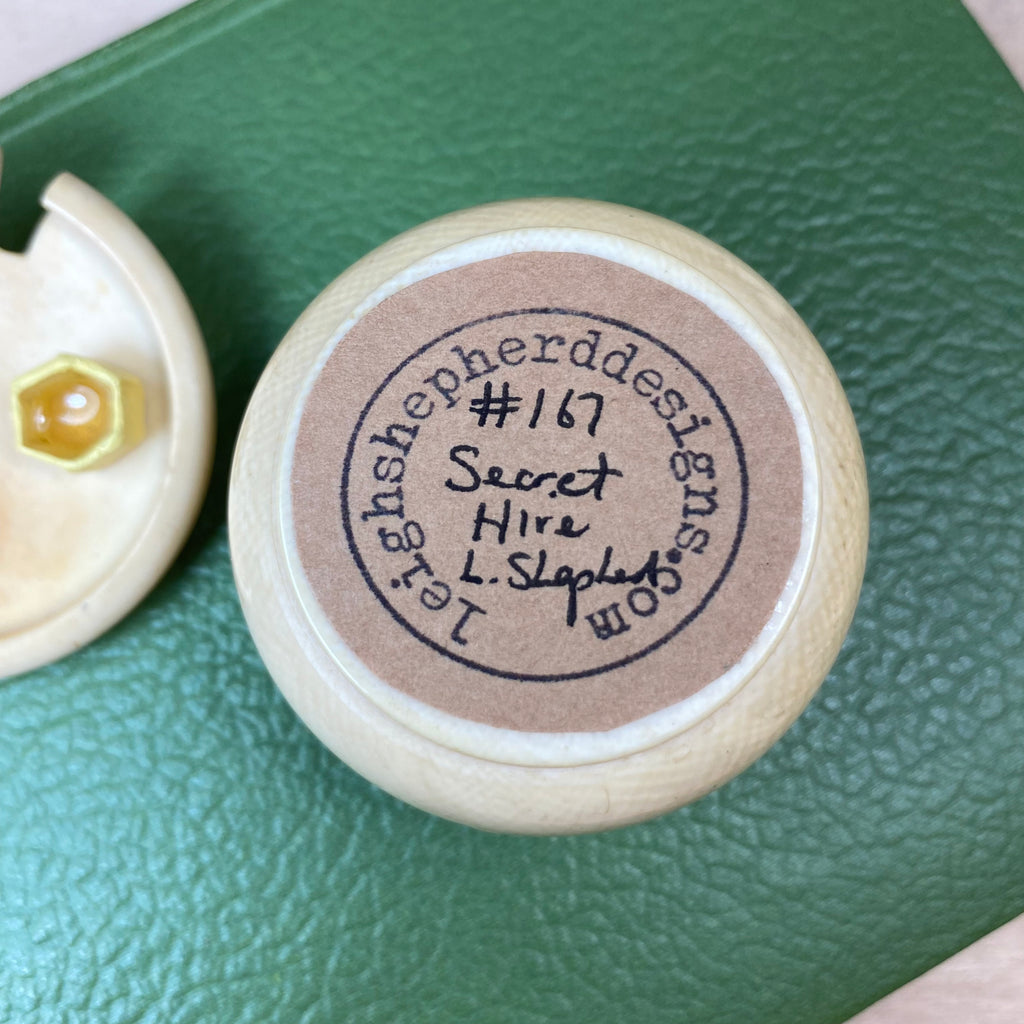 leighshepherddesigns.com
#167
Secret
Hive
L. Shepherd